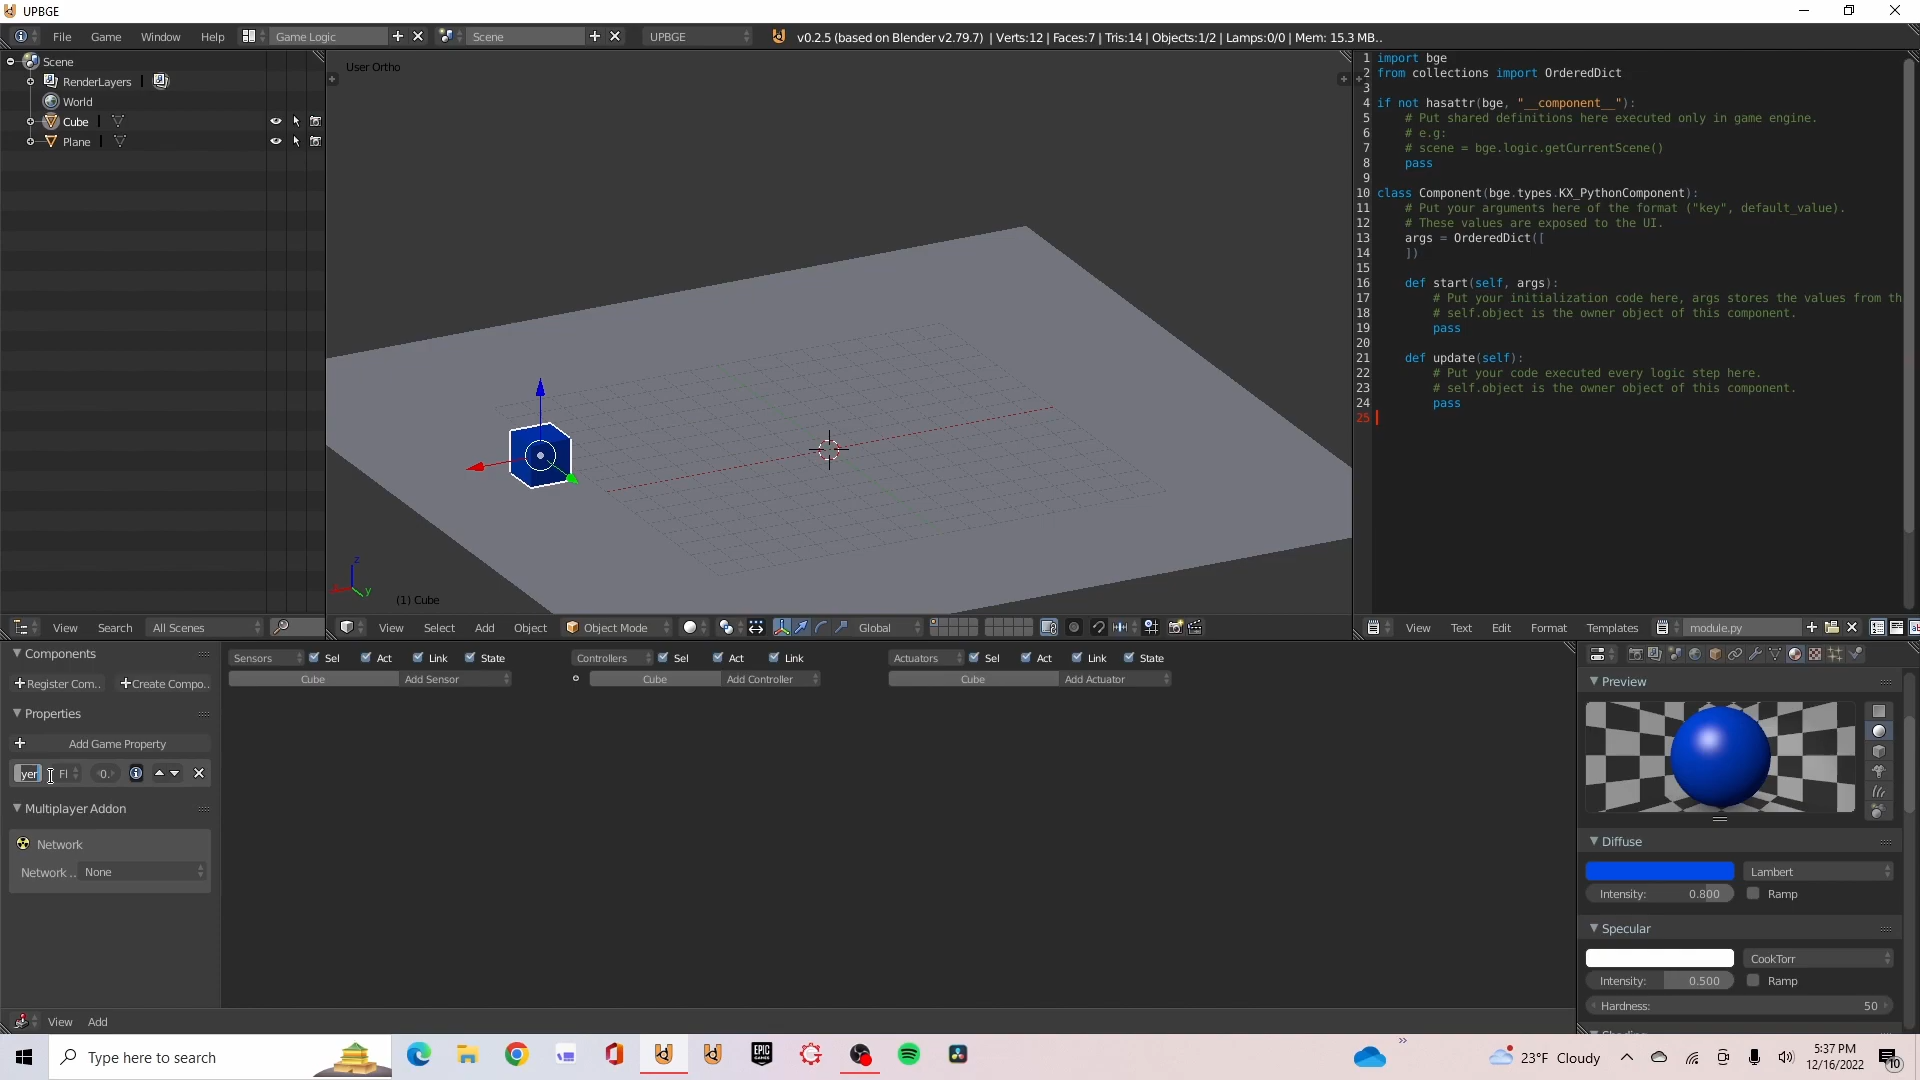 UPBGE
File Game Window Help Game Logic Scene UPBGE v0.2.5 (based on Blender v2.79.7) | Verts:12 | Faces:7 | Tris:14 | Objects:1/2 | Lamps:0/0 | Mem: 15.3 MB..
Scene
RenderLayers
World
Cube
Plane
User Ortho
(1) Cube
z
y
1 import bge
2 from collections import OrderedDict
3
4 if not hasattr(bge, "__component__"):
5 # Put shared definitions here executed only in game engine.
6 # e.g:
7 # scene = bge.logic.getCurrentScene()
8 pass
9
10 class Component(bge.types.KX_PythonComponent):
11 # Put your arguments here of the format ("key", default_value).
12 # These values are exposed to the UI.
13 args = OrderedDict([
14 ])
15
16 def start(self, args):
17 # Put your initialization code here, args stores the values from th
18 # self.object is the owner object of this component.
19 pass
20
21 def update(self):
22 # Put your code executed every logic step here.
23 # self.object is the owner object of this component.
24 pass
25
View Search All Scenes
View Select Add Object Object Mode Global
View Text Edit Format Templates module.py
Components
Register Com.. Create Compo..
Properties
Add Game Property
yer Fl 0.
Multiplayer Addon
Network
Network .. None
Sensors Sel Act Link State
Cube Add Sensor
Controllers Sel Act Link
Cube Add Controller
Actuators Sel Act Link State
Cube Add Actuator
Preview
Diffuse
Lambert
Intensity: 0.800 Ramp
Specular
CookTorr
Intensity: 0.500 Ramp
Hardness: 50
View Add
Type here to search
EPIC GAMES
23°F Cloudy
5:37 PM
12/16/2022
10